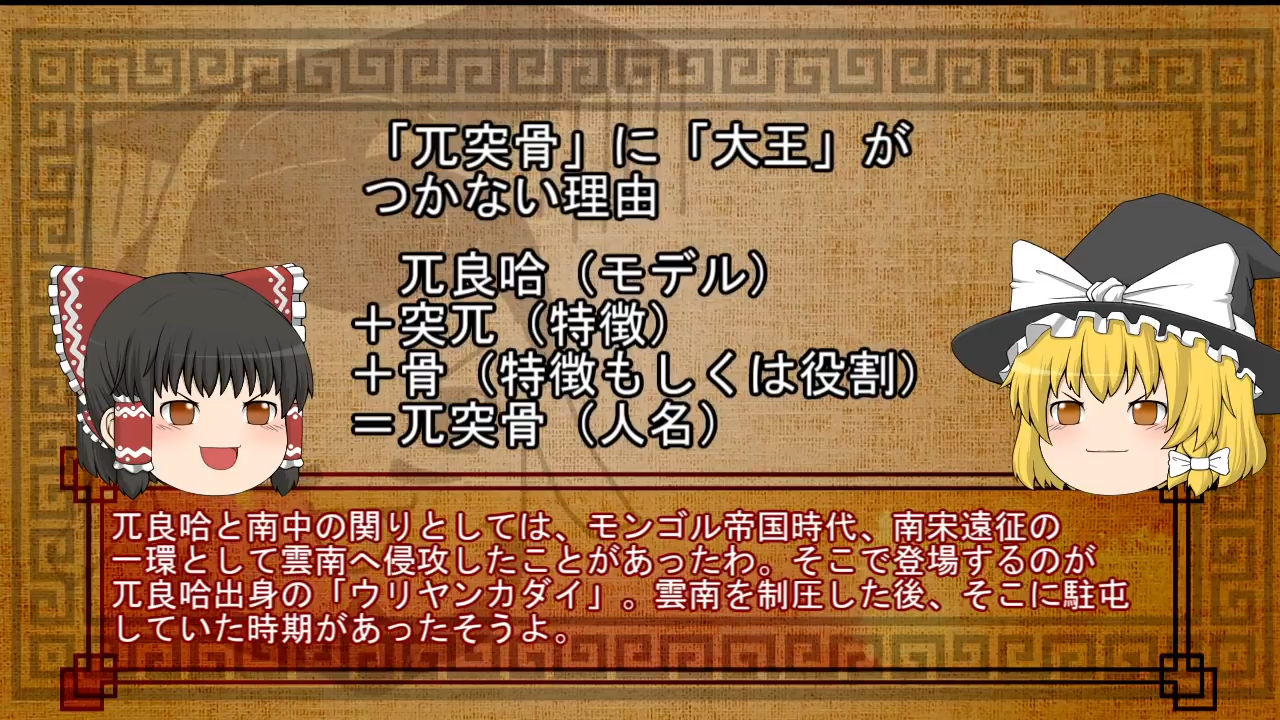 「兀突骨」に「大王」が
つかない理由
兀良哈（モデル）
＋突兀（特徴）
＋骨（特徴もしくは役割）
＝兀突骨（人名）
兀良哈と南中の関りとしては、モンゴル帝国時代、南宋遠征の
一環として雲南へ侵攻したことがあったわ。そこで登場するのが
兀良哈出身の「ウリヤンカダイ」。雲南を制圧した後、そこに駐屯
していた時期があったそうよ。